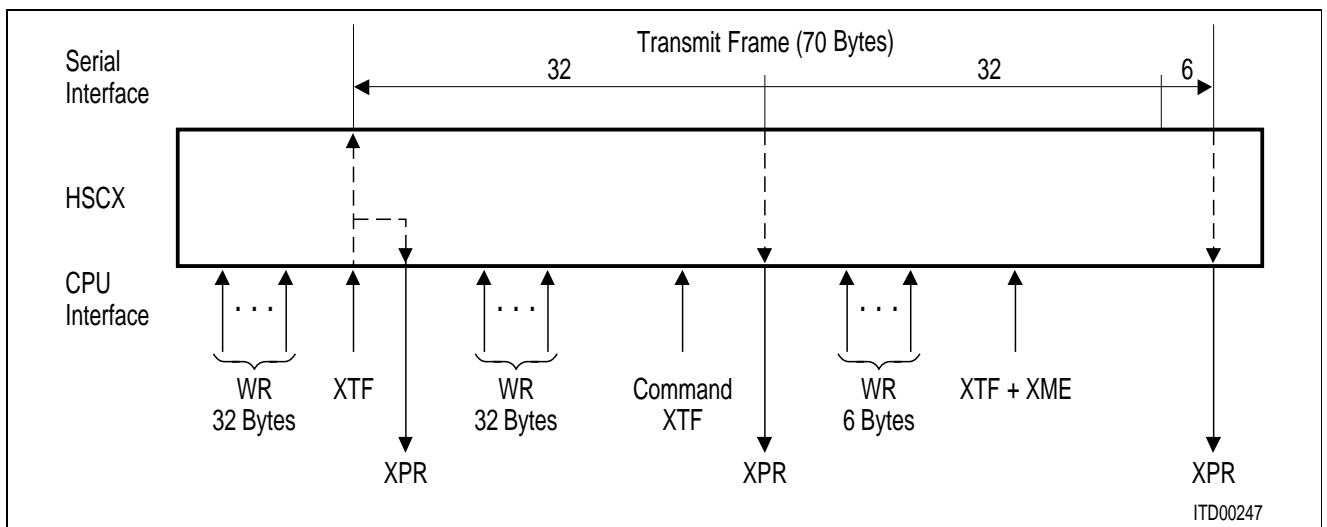 Transmit Frame (70 Bytes)
Serial
Interface
32
32
6
HSCX
CPU
Interface
. . .
. . .
. . .
WR
32 Bytes
XTF
WR
32 Bytes
Command
XTF
WR
6 Bytes
XTF + XME
XPR
XPR
XPR
ITD00247